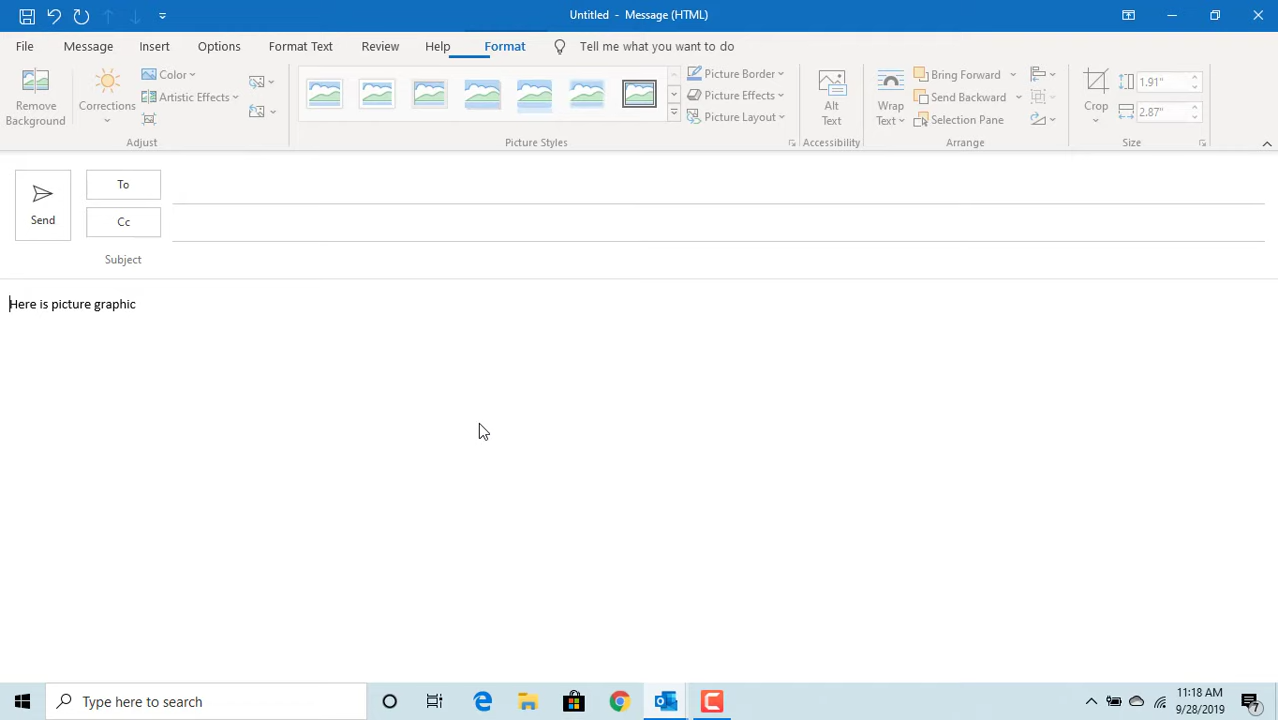 Untitled - Message (HTML)
File Message Insert Options Format Text Review Help Format Tell me what you want to do
Remove Background
Corrections
Color
Artistic Effects
Adjust
Picture Styles
Picture Border
Picture Effects
Picture Layout
Alt Text
Accessibility
Wrap Text
Bring Forward
Send Backward
Selection Pane
Arrange
Crop
1.91"
2.87"
Size
Send
To
Cc
Subject
Here is picture graphic
Type here to search
11:18 AM
9/28/2019
7